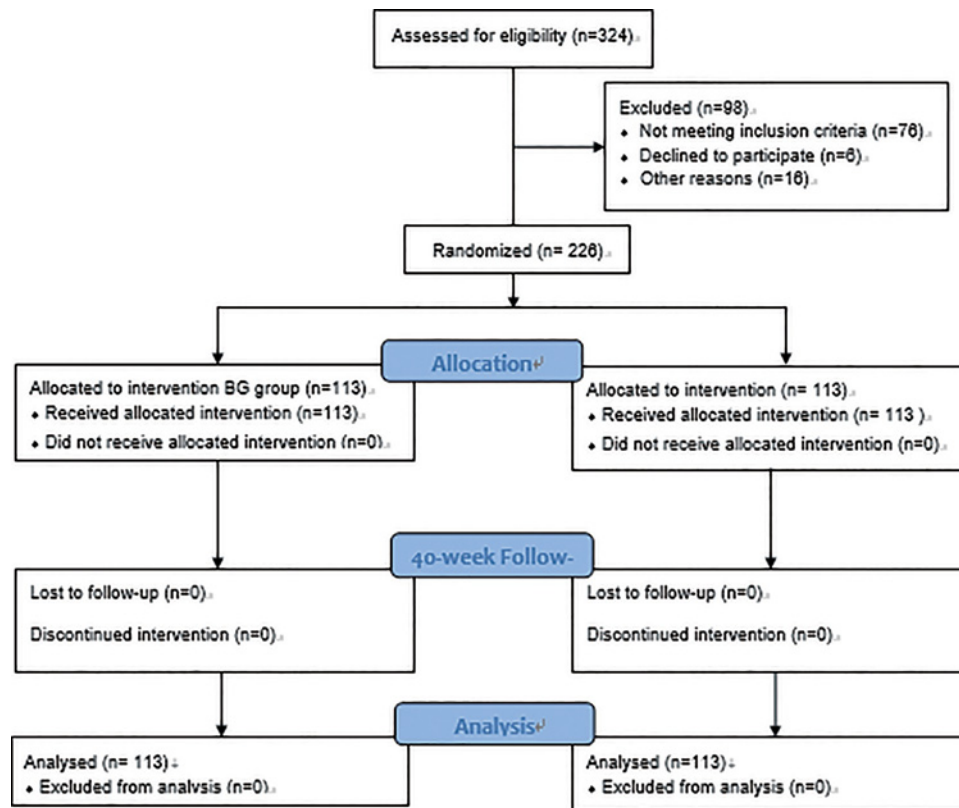 Assessed for eligibility (n=324)
Excluded (n=98)
♦ Not meeting inclusion criteria (n=76)
♦ Declined to participate (n=6)
♦ Other reasons (n=16)
Randomized (n= 226)
Allocation
Allocated to intervention BG group (n=113)
♦ Received allocated intervention (n=113)
♦ Did not receive allocated intervention (n=0)
Allocated to intervention (n= 113)
♦ Received allocated intervention (n= 113 )
♦ Did not receive allocated intervention (n=0)
40-week Follow-
Lost to follow-up (n=0)
Discontinued intervention (n=0)
Lost to follow-up (n=0)
Discontinued intervention (n=0)
Analysis
Analysed (n= 113)
♦ Excluded from analysis (n=0)
Analysed (n=113)
♦ Excluded from analysis (n=0)